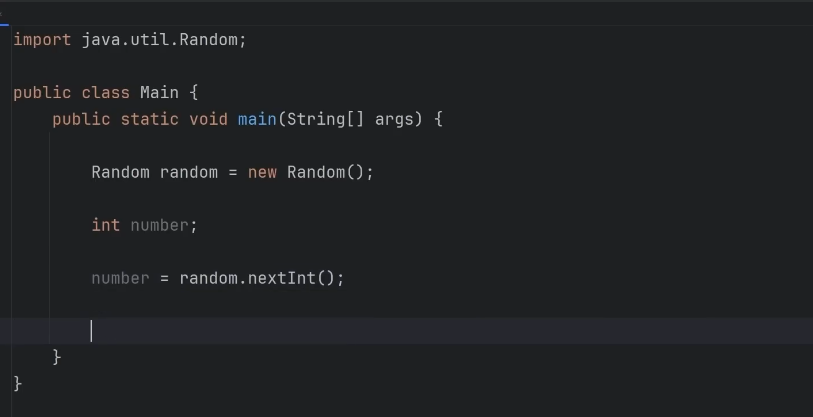 import java.util.Random;
public class Main {
public static void main(String[] args) {
Random random = new Random();
int number;
number = random.nextInt();
}
}